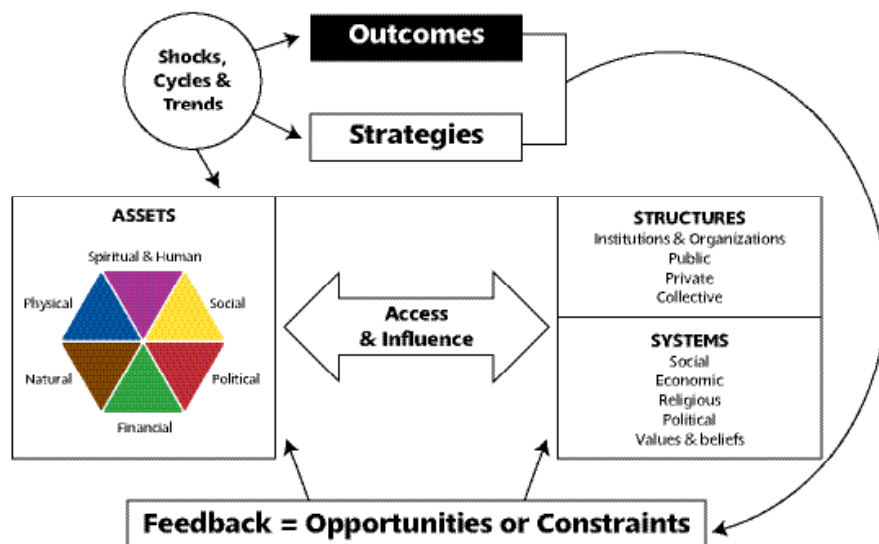 Shocks,
Cycles &
Trends
Outcomes
Strategies
ASSETS
Spiritual & Human
Physical
Social
Natural
Political
Financial
Access
& Influence
STRUCTURES
Institutions & Organizations
Public
Private
Collective
SYSTEMS
Social
Economic
Religious
Political
Values & beliefs
Feedback = Opportunities or Constraints